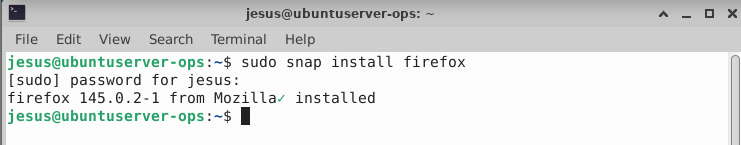 jesus@ubuntuserver-ops: ~
File Edit View Search Terminal Help
jesus@ubuntuserver-ops:~$ sudo snap install firefox
[sudo] password for jesus:
firefox 145.0.2-1 from Mozilla✓ installed
jesus@ubuntuserver-ops:~$